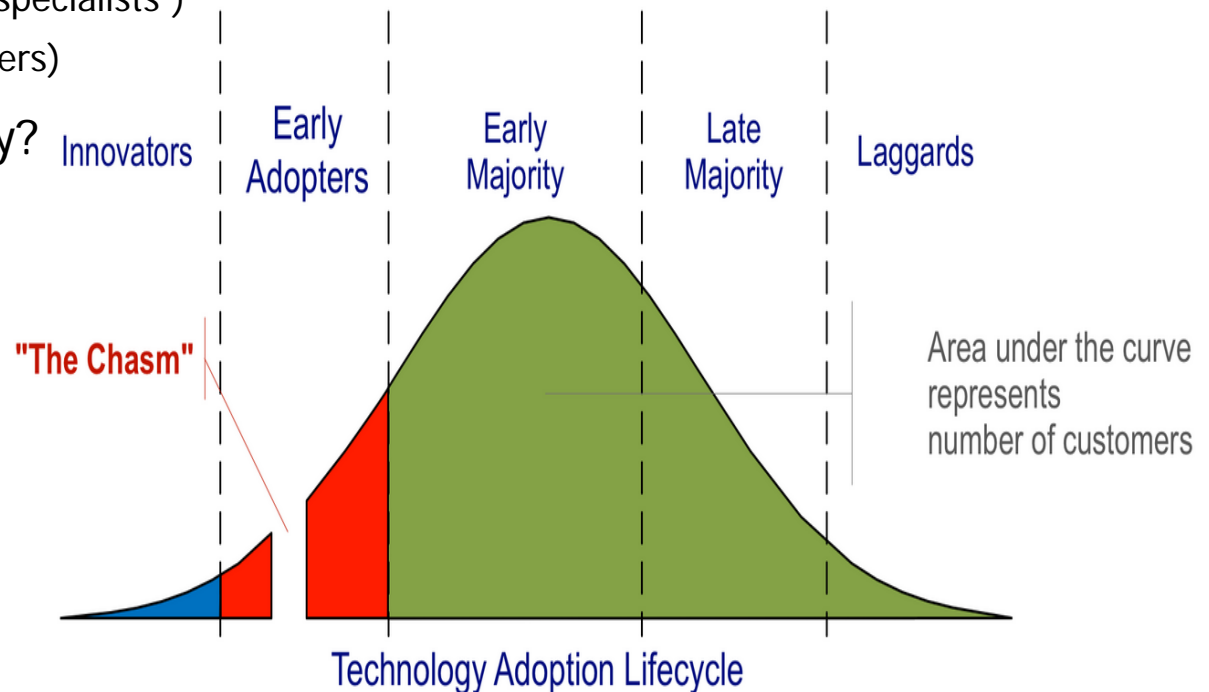 specialists")
ers)
y?
Innovators
Early
Adopters
Early
Majority
Late
Majority
Laggards
"The Chasm"
Area under the curve
represents
number of customers
Technology Adoption Lifecycle